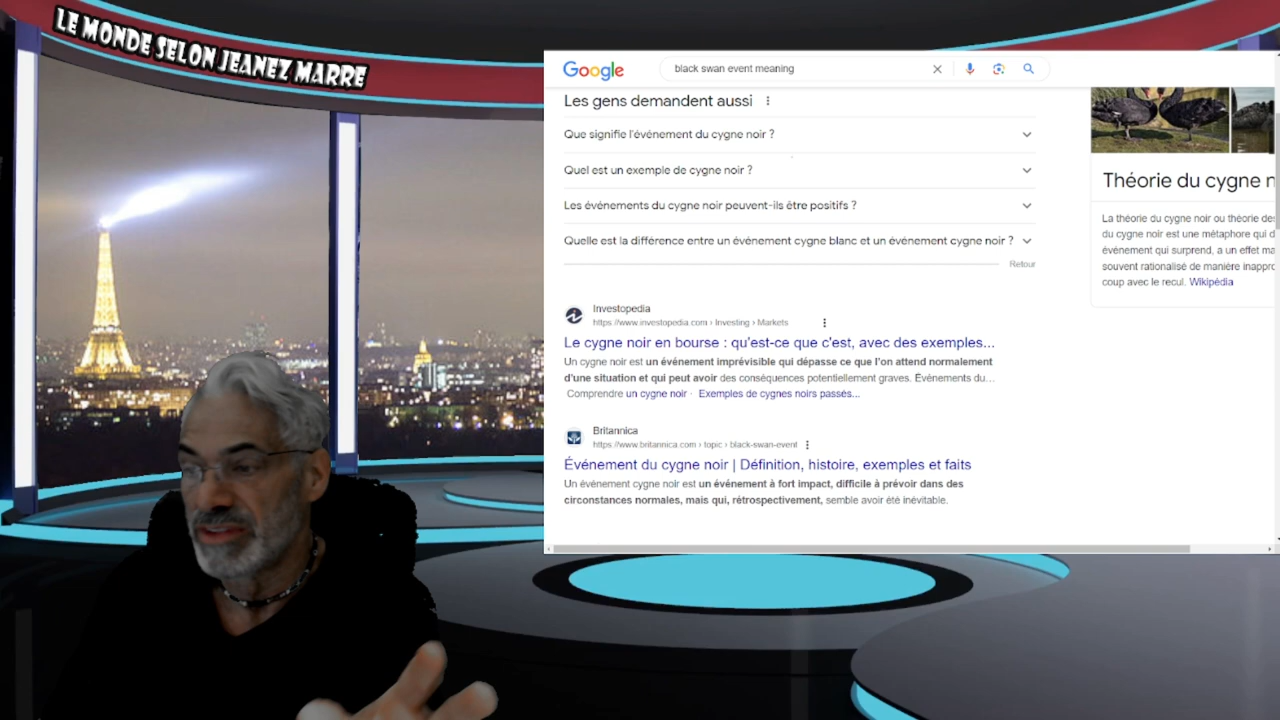 LE MONDE SELON JEANEZ MARRE
Google
black swan event meaning
Les gens demandent aussi
Que signifie l'événement du cygne noir ?
Quel est un exemple de cygne noir ?
Les événements du cygne noir peuvent-ils être positifs ?
Quelle est la différence entre un événement cygne blanc et un événement cygne noir ?
Retour
Investopedia
https://www.investopedia.com › Investing › Markets
Le cygne noir en bourse : qu'est-ce que c'est, avec des exemples...
Un cygne noir est un événement imprévisible qui dépasse ce que l'on attend normalement
d'une situation et qui peut avoir des conséquences potentiellement graves. Événements du...
Comprendre un cygne noir · Exemples de cygnes noirs passés...
Britannica
https://www.britannica.com › topic › black-swan-event
Événement du cygne noir | Définition, histoire, exemples et faits
Un événement cygne noir est un événement à fort impact, difficile à prévoir dans des
circonstances normales, mais qui, rétrospectivement, semble avoir été inévitable.
Théorie du cygne n
La théorie du cygne noir ou théorie des
du cygne noir est une métaphore qui d
événement qui surprend, a un effet ma
souvent rationalisé de manière inappro
coup avec le recul. Wikipédia